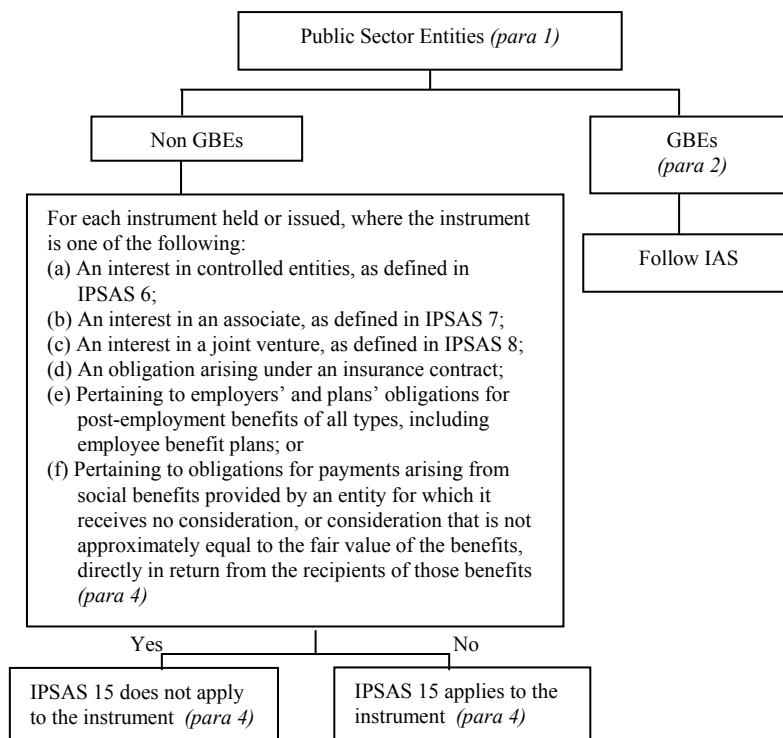 Public Sector Entities (para 1)
Non GBEs
GBEs
(para 2)
For each instrument held or issued, where the instrument
is one of the following:
(a) An interest in controlled entities, as defined in
IPSAS 6;
(b) An interest in an associate, as defined in IPSAS 7;
(c) An interest in a joint venture, as defined in IPSAS 8;
(d) An obligation arising under an insurance contract;
(e) Pertaining to employers’ and plans’ obligations for
post-employment benefits of all types, including
employee benefit plans; or
(f) Pertaining to obligations for payments arising from
social benefits provided by an entity for which it
receives no consideration, or consideration that is not
approximately equal to the fair value of the benefits,
directly in return from the recipients of those benefits
(para 4)
Follow IAS
Yes
No
IPSAS 15 does not apply
to the instrument (para 4)
IPSAS 15 applies to the
instrument (para 4)